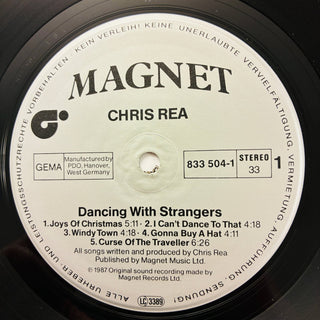 ALLE URHEBER- UND LEISTUNGSSCHUTZRECHTE VORBEHALTEN · KEIN VERLEIH! KEINE UNERLAUBTE VERVIELFÄLTIGUNG, VERMIETUNG, AUFFÜHRUNG, SENDUNG!
MAGNET
CHRIS REA
GEMA
Manufactured by
PDO, Hanover,
West Germany
833 504-1
STEREO
33
1
Dancing With Strangers
1.Joys Of Christmas 5:11 · 2.I Can't Dance To That 4:18
3.Windy Town 4:18 · 4.Gonna Buy A Hat 4:11
5.Curse Of The Traveller 6:26
All songs written and produced by Chris Rea
Published by Magnet Music Ltd.
℗ 1987 Original sound recording made by
Magnet Records Ltd.
LC 3389